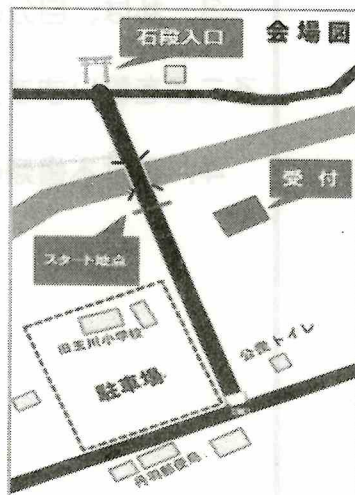 会場図
石段入口
受付
スタート地点
駐車場
公衆トイレ